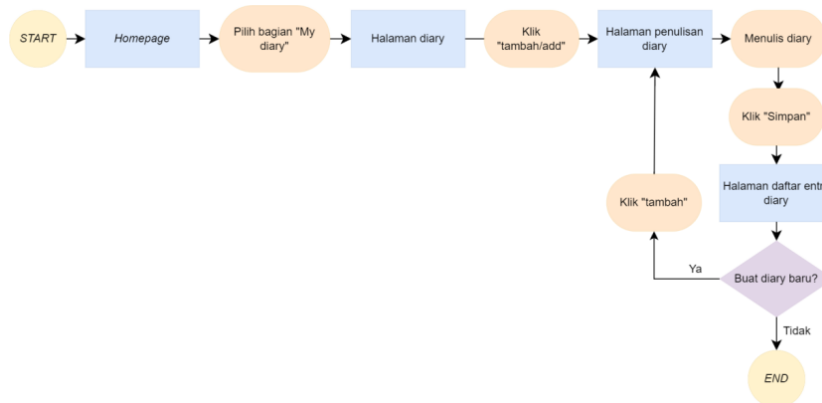 START
Homepage
Pilih bagian "My
diary"
Halaman diary
Klik
"tambah/add"
Halaman penulisan
diary
Menulis diary
Klik "Simpan"
Halaman daftar entr
diary
Buat diary baru?
Ya
Klik "tambah"
Tidak
END